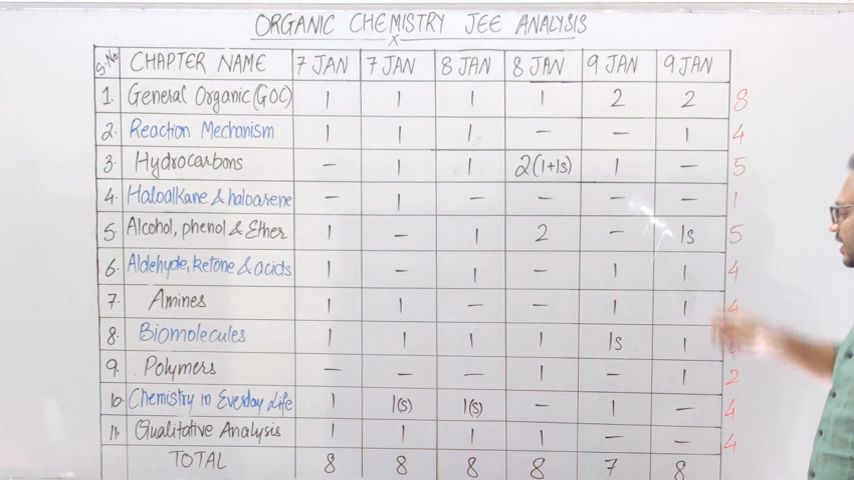 ORGANIC CHEMISTRY JEE ANALYSIS
x
S.No CHAPTER NAME 7 JAN 7 JAN 8 JAN 8 JAN 9 JAN 9 JAN
1. General Organic (GOC) 1 1 1 1 2 2 8
2. Reaction Mechanism 1 1 1 - - 1 4
3. Hydrocarbons - 1 1 2(1+1s) 1 - 5
4. Haloalkane & haloarene - 1 - - - - 1
5. Alcohol, phenol & Ether 1 - 1 2 - 1s 5
6. Aldehyde, ketone & acids 1 - 1 - 1 1 4
7. Amines 1 1 - - 1 1 4
8. Biomolecules 1 1 1 1 1s 1
9. Polymers - - - 1 - 1 2
10. Chemistry in Everyday Life 1 1(s) 1(s) - 1 - 4
11. Qualitative Analysis 1 1 1 1 - - 4
TOTAL 8 8 8 8 7 8